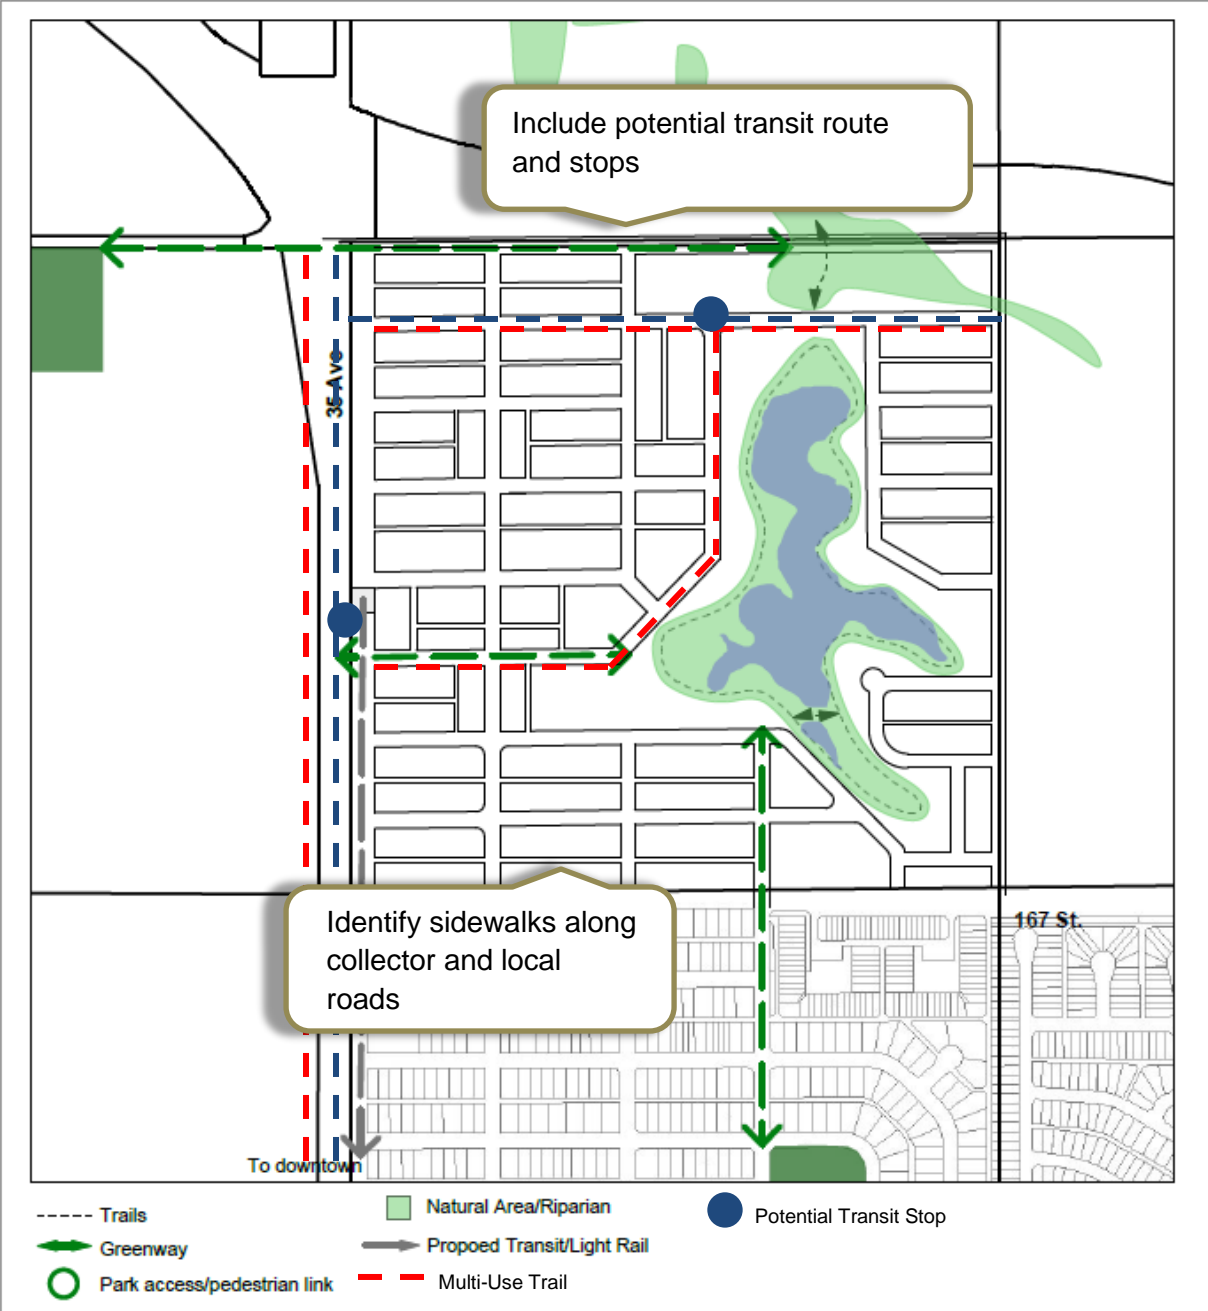 Include potential transit route
and stops
35 Ave
Identify sidewalks along
collector and local
roads
167 St.
To downtown
Trails
Natural Area/Riparian
Potential Transit Stop
Greenway
Propoed Transit/Light Rail
Park access/pedestrian link
Multi-Use Trail